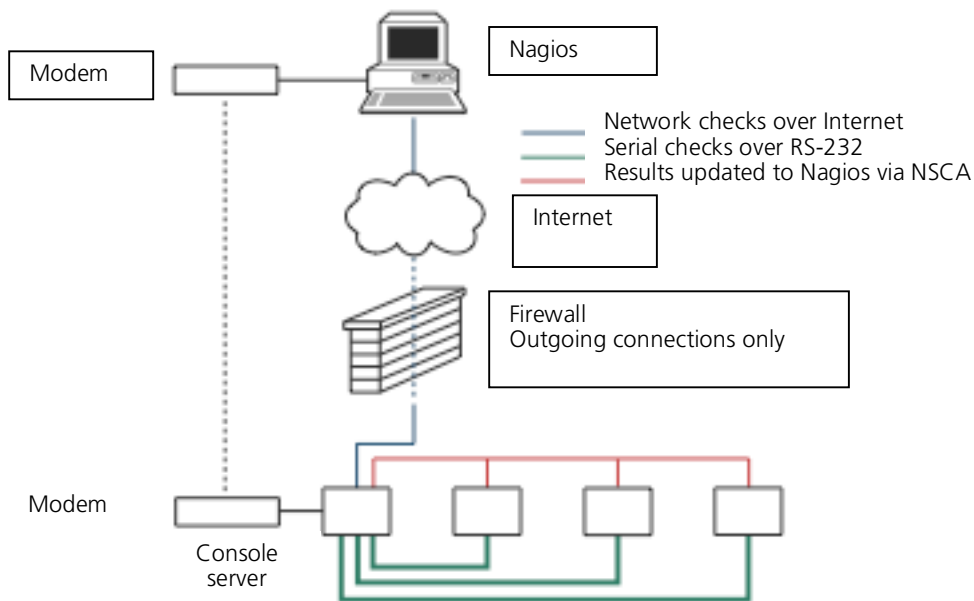 Nagios
Modem
Network checks over Internet
Serial checks over RS-232
Results updated to Nagios via NSCA
Internet
Firewall
Outgoing connections only
Modem
Console
server